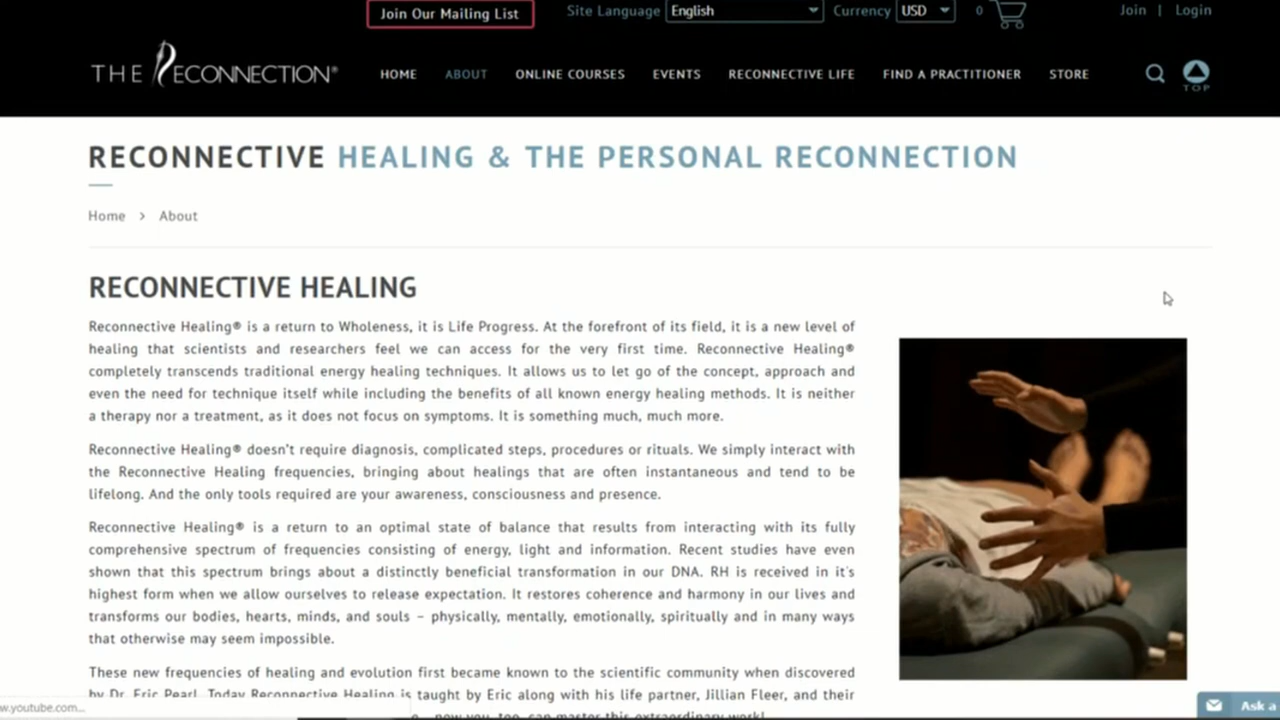 Join Our Mailing List
Site Language English Currency USD 0 Join | Login
THE RECONNECTION® HOME ABOUT ONLINE COURSES EVENTS RECONNECTIVE LIFE FIND A PRACTITIONER STORE TOP
RECONNECTIVE HEALING & THE PERSONAL RECONNECTION
Home > About
RECONNECTIVE HEALING
Reconnective Healing® is a return to Wholeness, it is Life Progress. At the forefront of its field, it is a new level of
healing that scientists and researchers feel we can access for the very first time. Reconnective Healing®
completely transcends traditional energy healing techniques. It allows us to let go of the concept, approach and
even the need for technique itself while including the benefits of all known energy healing methods. It is neither
a therapy nor a treatment, as it does not focus on symptoms. It is something much, much more.
Reconnective Healing® doesn't require diagnosis, complicated steps, procedures or rituals. We simply interact with
the Reconnective Healing frequencies, bringing about healings that are often instantaneous and tend to be
lifelong. And the only tools required are your awareness, consciousness and presence.
Reconnective Healing® is a return to an optimal state of balance that results from interacting with its fully
comprehensive spectrum of frequencies consisting of energy, light and information. Recent studies have even
shown that this spectrum brings about a distinctly beneficial transformation in our DNA. RH is received in it's
highest form when we allow ourselves to release expectation. It restores coherence and harmony in our lives and
transforms our bodies, hearts, minds, and souls – physically, mentally, emotionally, spiritually and in many ways
that otherwise may seem impossible.
These new frequencies of healing and evolution first became known to the scientific community when discovered
by Dr. Eric Pearl. Today Reconnective Healing is taught by Eric along with his life partner, Jillian Fleer, and their
now you, too, can master this extraordinary work!
w.youtube.com...
Ask a